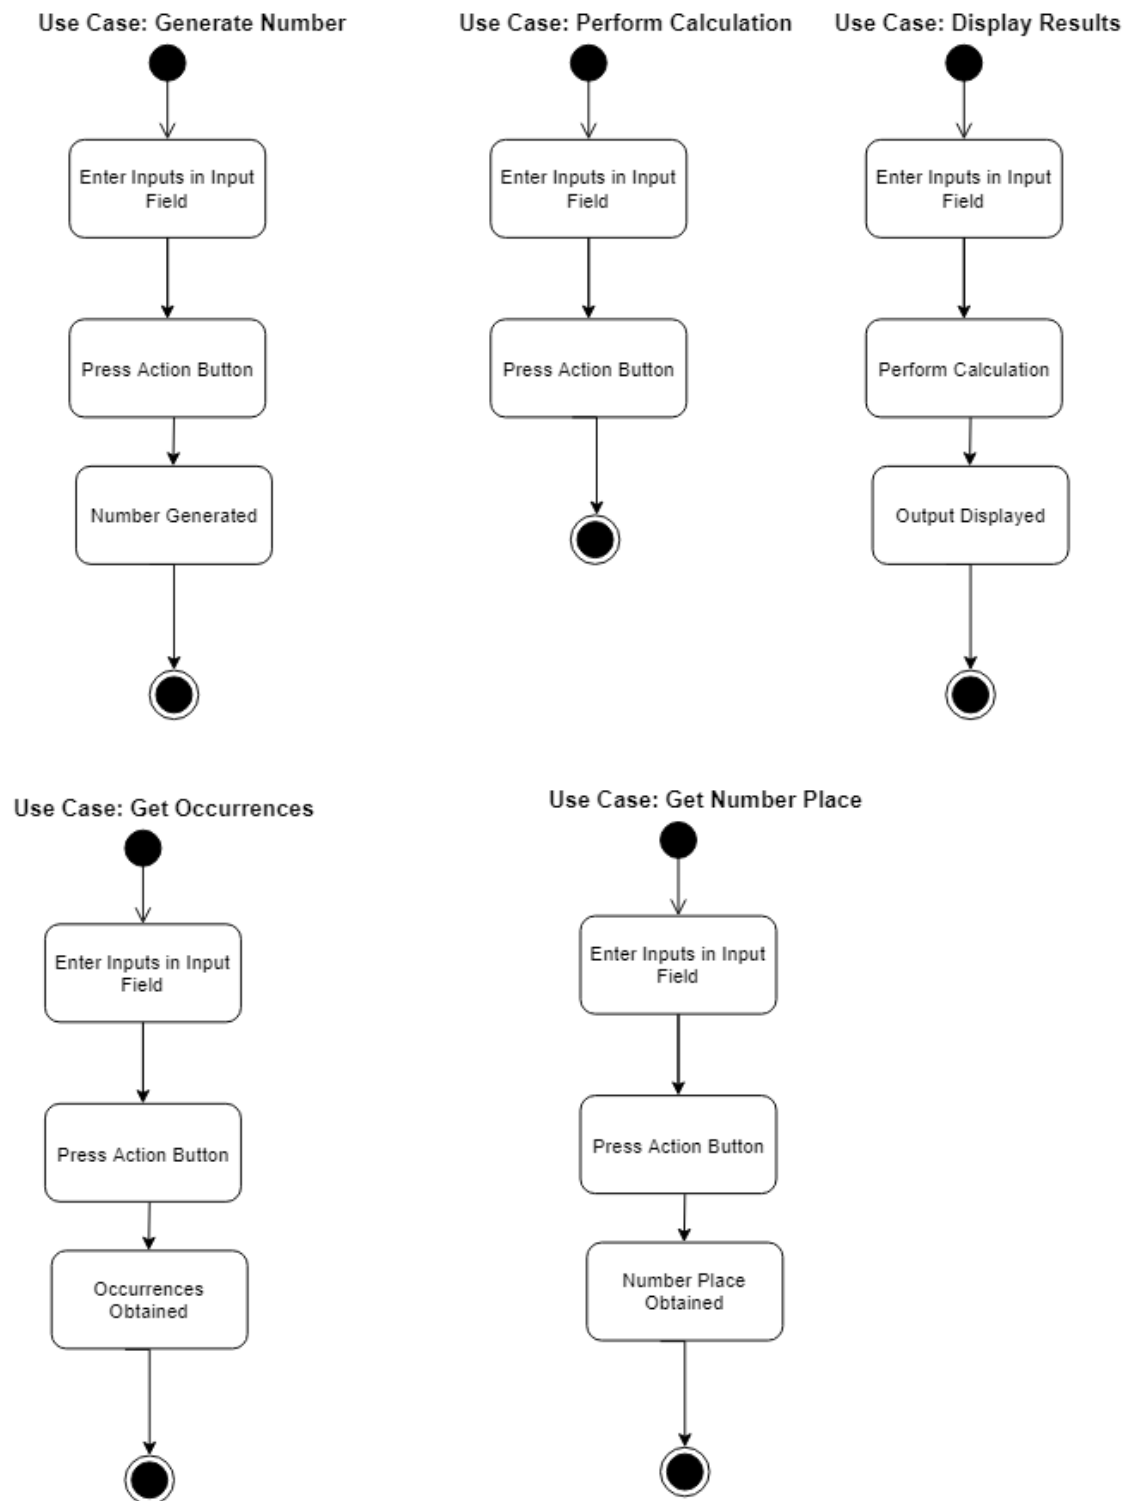 Use Case: Generate Number
Enter Inputs in Input
Field
Press Action Button
Number Generated
Use Case: Perform Calculation
Enter Inputs in Input
Field
Press Action Button
Use Case: Display Results
Enter Inputs in Input
Field
Perform Calculation
Output Displayed
Use Case: Get Occurrences
Enter Inputs in Input
Field
Press Action Button
Occurrences
Obtained
Use Case: Get Number Place
Enter Inputs in Input
Field
Press Action Button
Number Place
Obtained